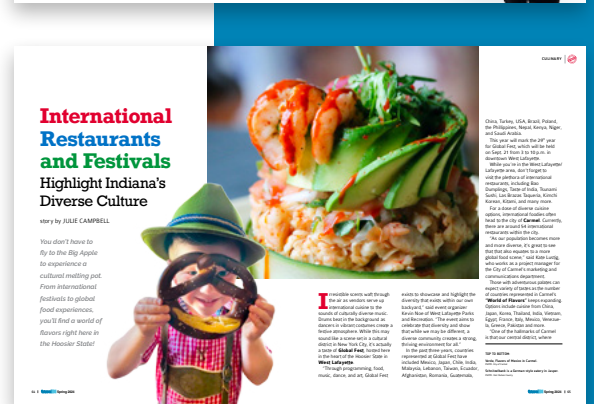 CULINARY
International
Restaurants
and Festivals
Highlight Indiana's
Diverse Culture
story by JULIE CAMPBELL
You don't have to
fly to the Big Apple
to experience a
cultural melting pot.
From International
festivals to global
food experiences,
you'll find a world of
flavors right here in
the Hoosier State!
Irresistible scents waft through
the air as vendors serve up
international cuisine to the
sounds of culturally diverse music.
Drums beat in the background as
dancers in vibrant costumes create a
festive atmosphere. While this may
sound like a scene set in a cultural
district in New York City, it's actually
a taste of Global Fest, hosted here
in the heart of the Hoosier State in
West Lafayette.
"Through programming, food,
music, dance, and art, Global Fest
exists to showcase and highlight the
diversity that exists within our own
backyard," said event organiser
Kevin Noe of West Lafayette Parks
and Recreation. "The event aims to
celebrate that diversity and show
that while we may be different, a
diverse community creates a strong,
thriving environment for all."
In the past three years, countries
represented at Global Fest have
included Mexico, Japan, Chile, India,
Malaysia, Lebanon, Taiwan, Ecuador,
Afghanistan, Romania, Guatemala,
China, Turkey, USA, Brazil, Poland,
the Philippines, Nepal, Kenya, Niger,
and Saudi Arabia.
This year will mark the 29th year
for Global Fest, which will be held
on Sept. 21 from 3 to 10 p.m. in
downtown West Lafayette.
While you're in the West Lafayette/
Lafayette area, don't forget to
visit the plethora of international
restaurants, including Bao
Dumplings, Taste of India, Tsunami
Sushi, Las Brazas Taqueria, Kimchi
Korean, Kitami, and many more.
For a dose of diverse cuisine
options, international foodies often
head to the city of Carmel. Currently,
there are around 64 international
restaurants within the city.
"As our population becomes more
and more diverse, it's great to see
that that also equates to a more
global food scene," said Kate Lustig,
who works as a project manager for
the City of Carmel's marketing and
communications department.
Those with adventurous palates can
expect variety of tastes as the number
of countries represented in Carmel's
"World of Flavors" keeps expanding.
Options include cuisine from China,
Japan, Korea, Thailand, India, Vietnam,
Egypt, France, Italy, Mexico, Venezue-
la, Greece, Pakistan and more.
"One of the hallmarks of Carmel
is that our central district, where
TOP TO BOTTOM:
Spring 2024
Spring 2024